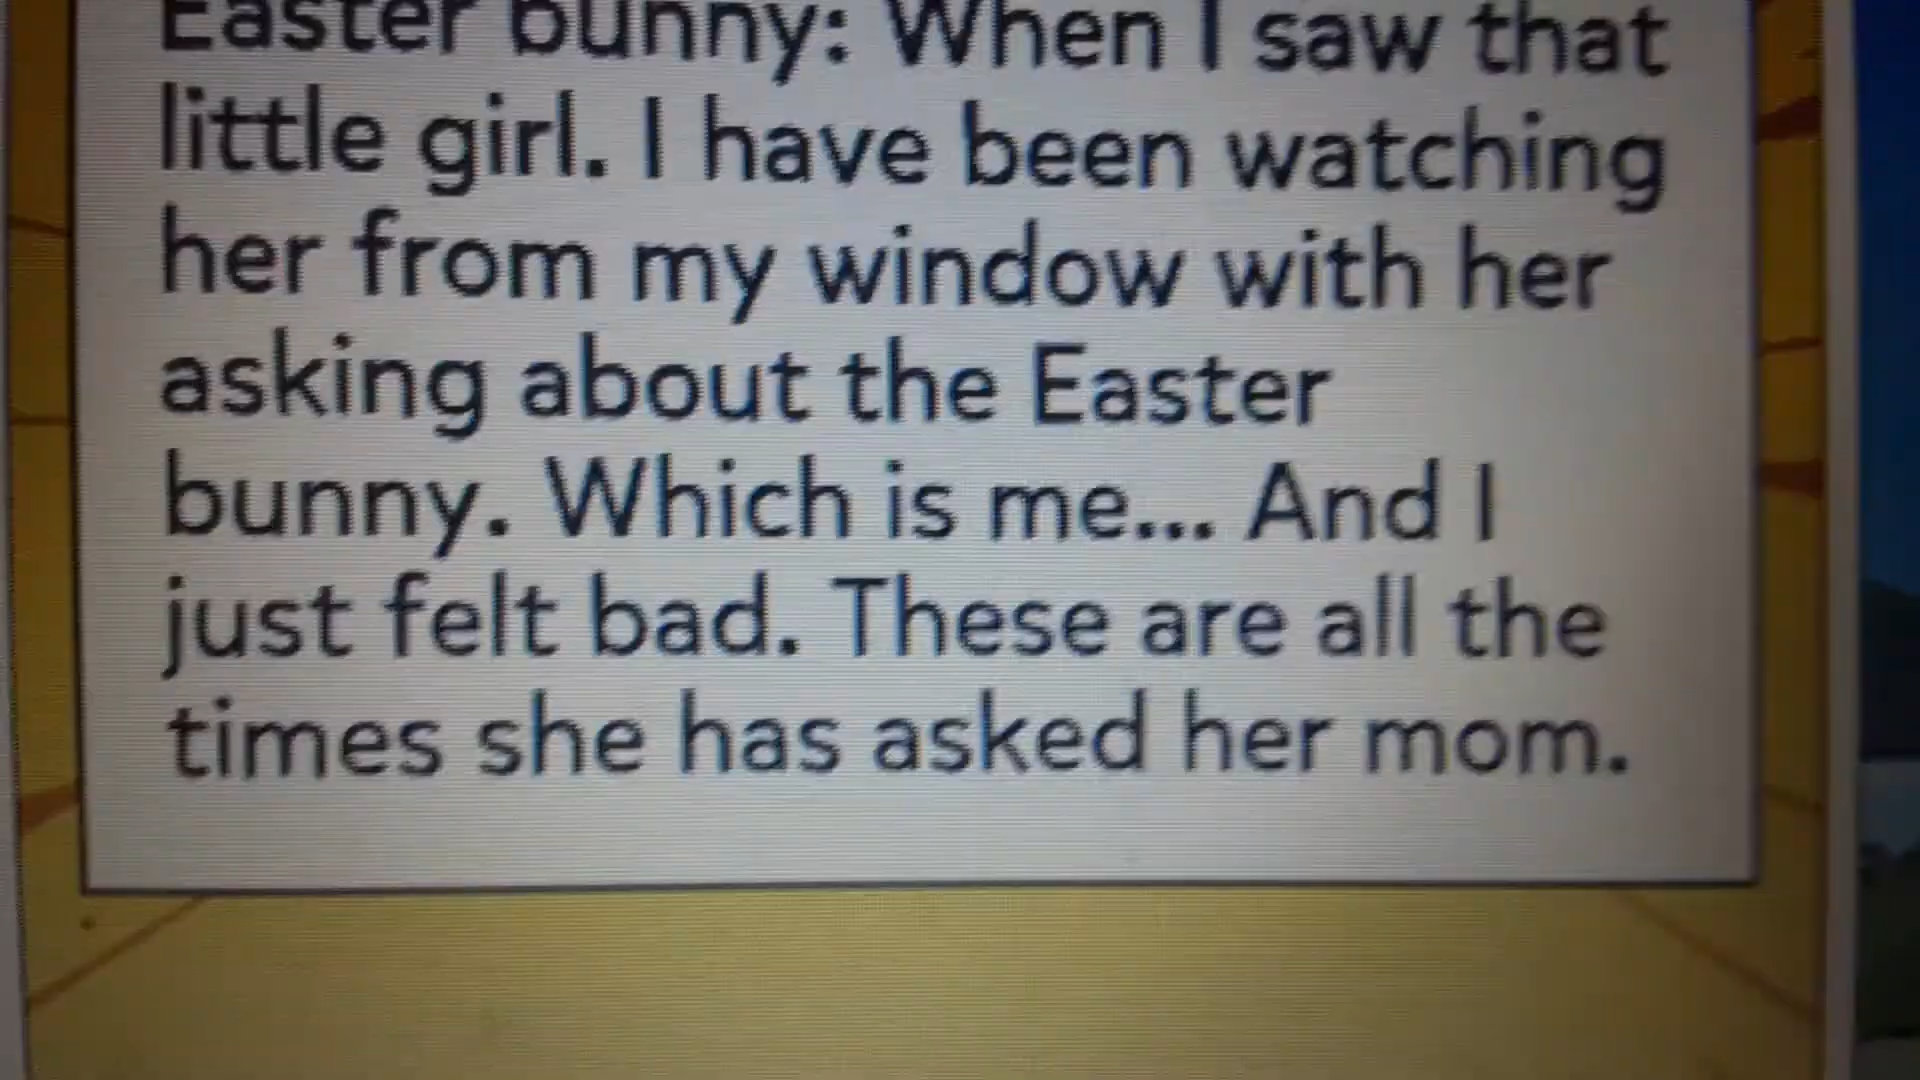 Easter bunny: When I saw that
little girl. I have been watching
her from my window with her
asking about the Easter
bunny. Which is me... And I
just felt bad. These are all the
times she has asked her mom.